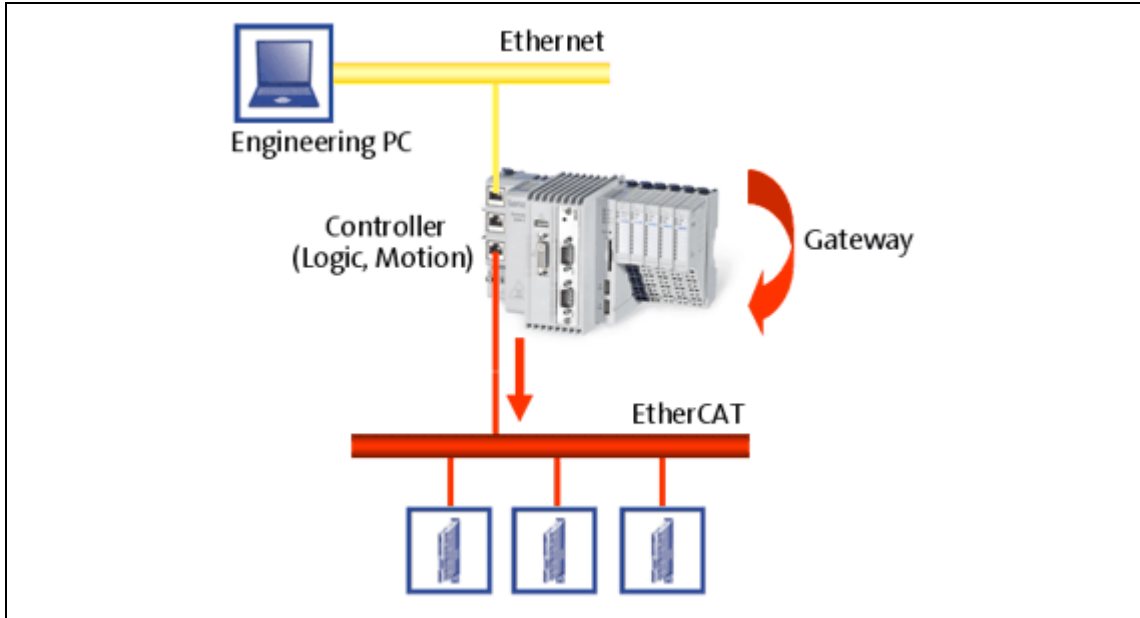 Ethernet
Engineering PC
Controller
(Logic, Motion)
Gateway
EtherCAT